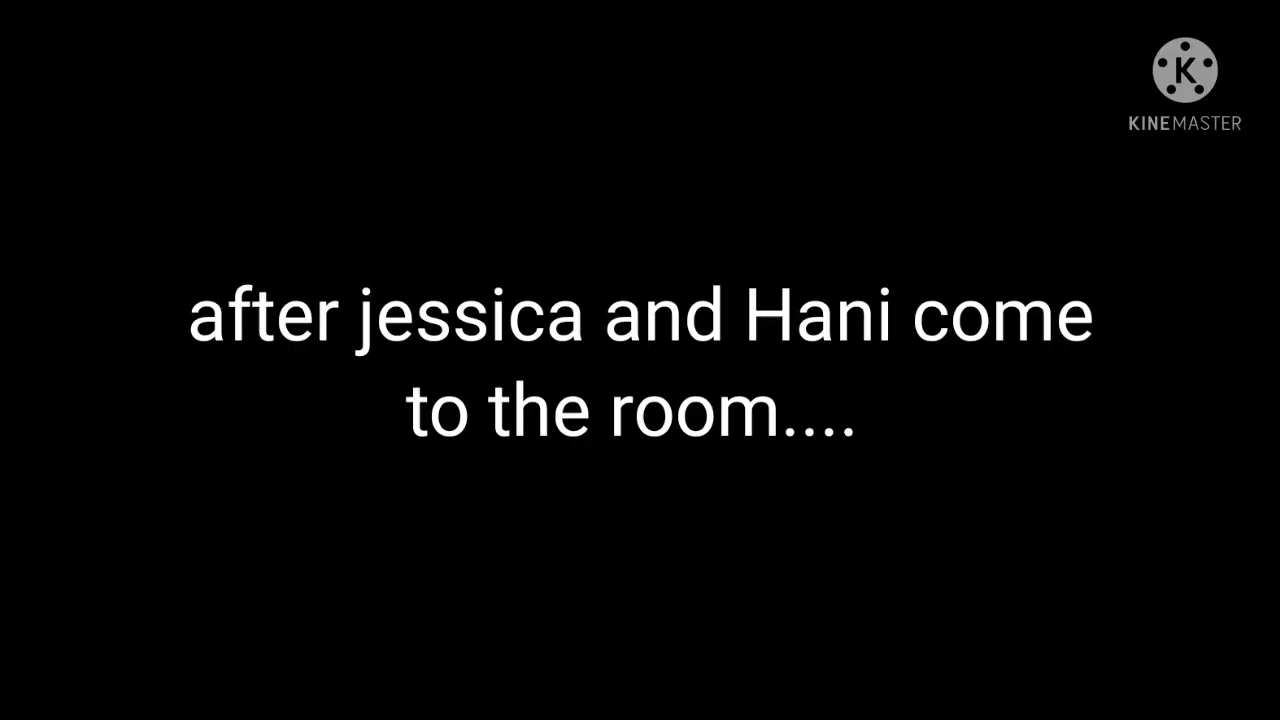 K
KINEMASTER
after jessica and Hani come
to the room....